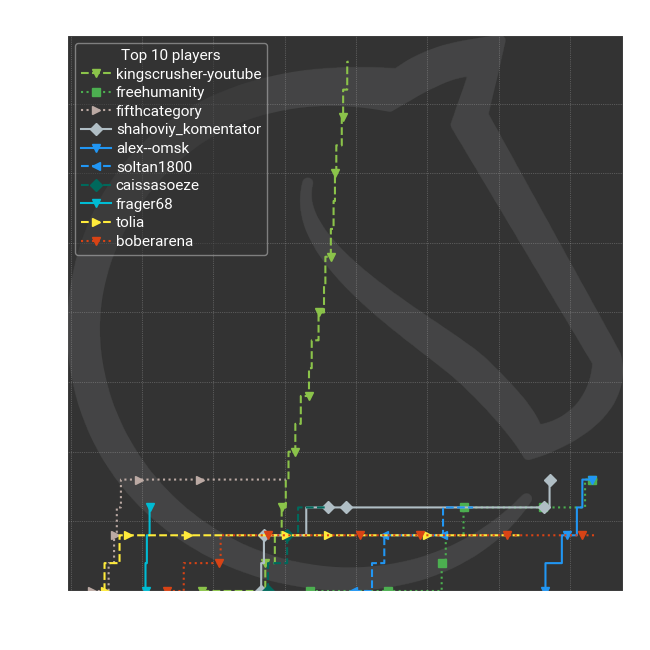 Top 10 players
kingscrusher-youtube
freehumanity
fifthcategory
shahoviy_komentator
alex--omsk
soltan1800
caissasoeze
frager68
tolia
boberarena